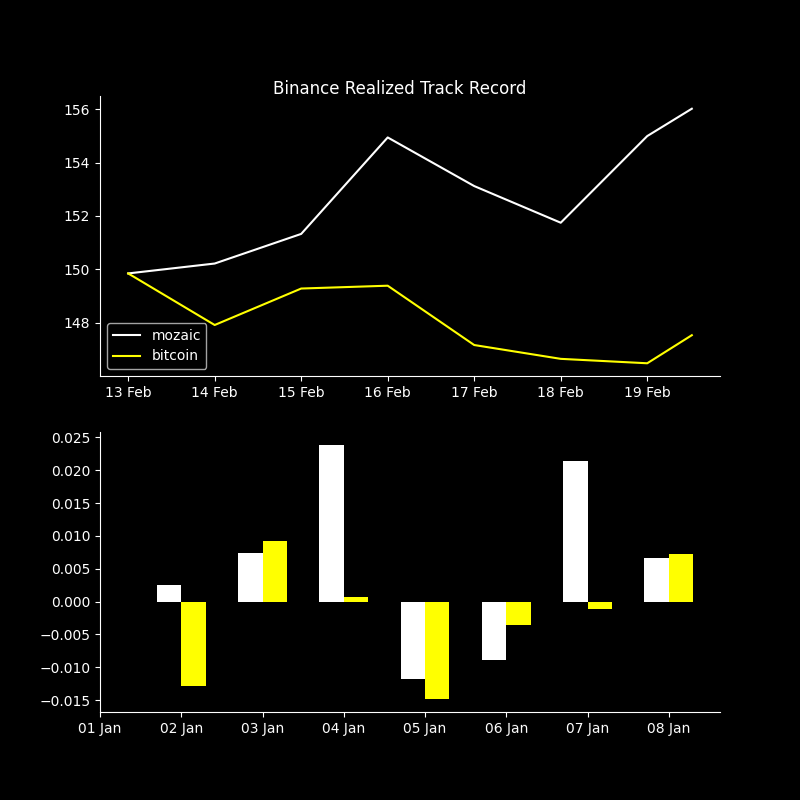 Binance Realized Track Record
156
154
152
150
148
mozaic
bitcoin
13 Feb 14 Feb 15 Feb 16 Feb 17 Feb 18 Feb 19 Feb
0.025
0.020
0.015
0.010
0.005
0.000
−0.005
−0.010
−0.015
01 Jan 02 Jan 03 Jan 04 Jan 05 Jan 06 Jan 07 Jan 08 Jan